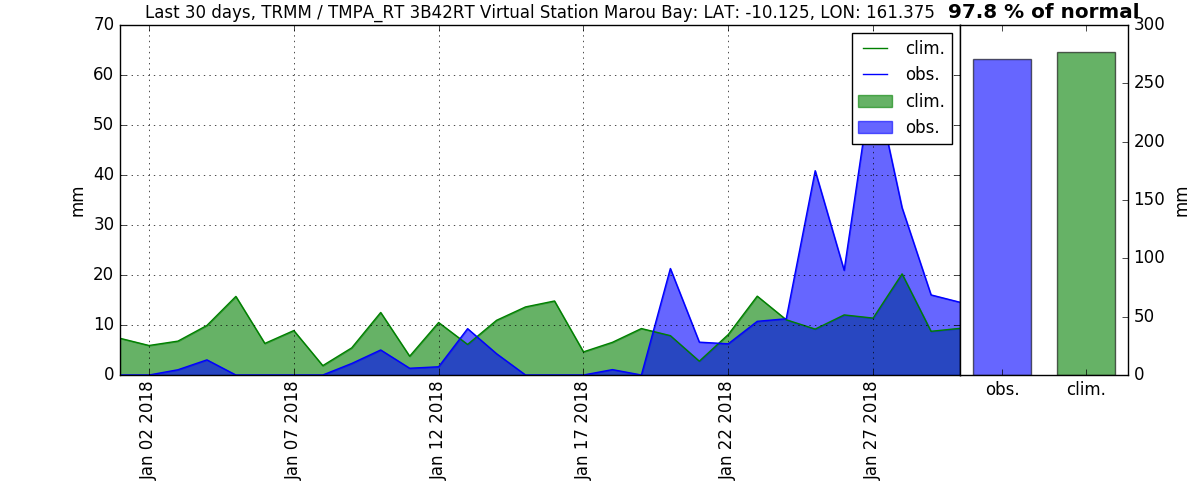 Last 30 days, TRMM / TMPA_RT 3B42RT Virtual Station Marou Bay: LAT: -10.125, LON: 161.375 97.8 % of normal
70
60
50
40
30
20
10
0
mm
clim.
obs.
clim.
obs.
Jan 02 2018
Jan 07 2018
Jan 12 2018
Jan 17 2018
Jan 22 2018
Jan 27 2018
300
250
200
150
100
50
0
mm
obs. clim.